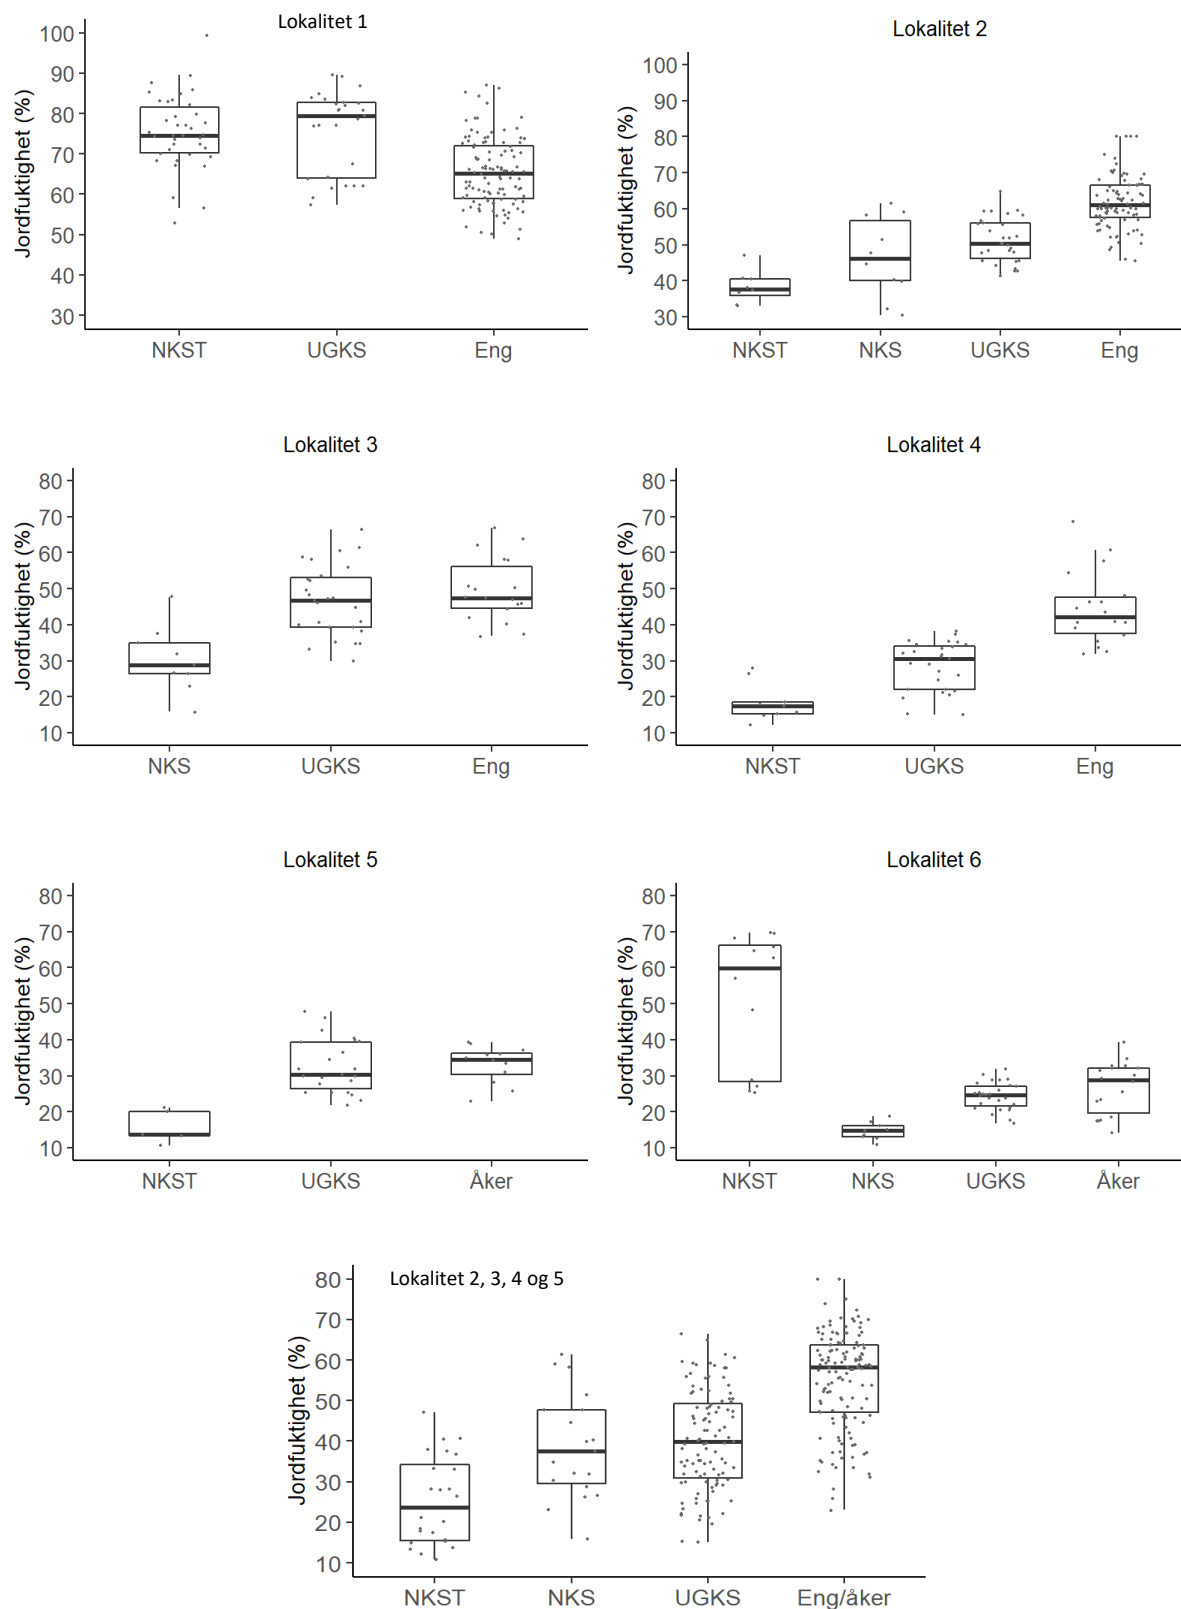 Lokalitet 1
Jordfuktighet (%)
100
90
80
70
60
50
40
30
NKST UGKS Eng
Lokalitet 2
Jordfuktighet (%)
100
90
80
70
60
50
40
30
NKST NKS UGKS Eng
Lokalitet 3
Jordfuktighet (%)
80
70
60
50
40
30
20
10
NKS UGKS Eng
Lokalitet 4
Jordfuktighet (%)
80
70
60
50
40
30
20
10
NKST UGKS Eng
Lokalitet 5
Jordfuktighet (%)
80
70
60
50
40
30
20
10
NKST UGKS Åker
Lokalitet 6
Jordfuktighet (%)
80
70
60
50
40
30
20
10
NKST NKS UGKS Åker
Lokalitet 2, 3, 4 og 5
Jordfuktighet (%)
80
70
60
50
40
30
20
10
NKST NKS UGKS Eng/åker